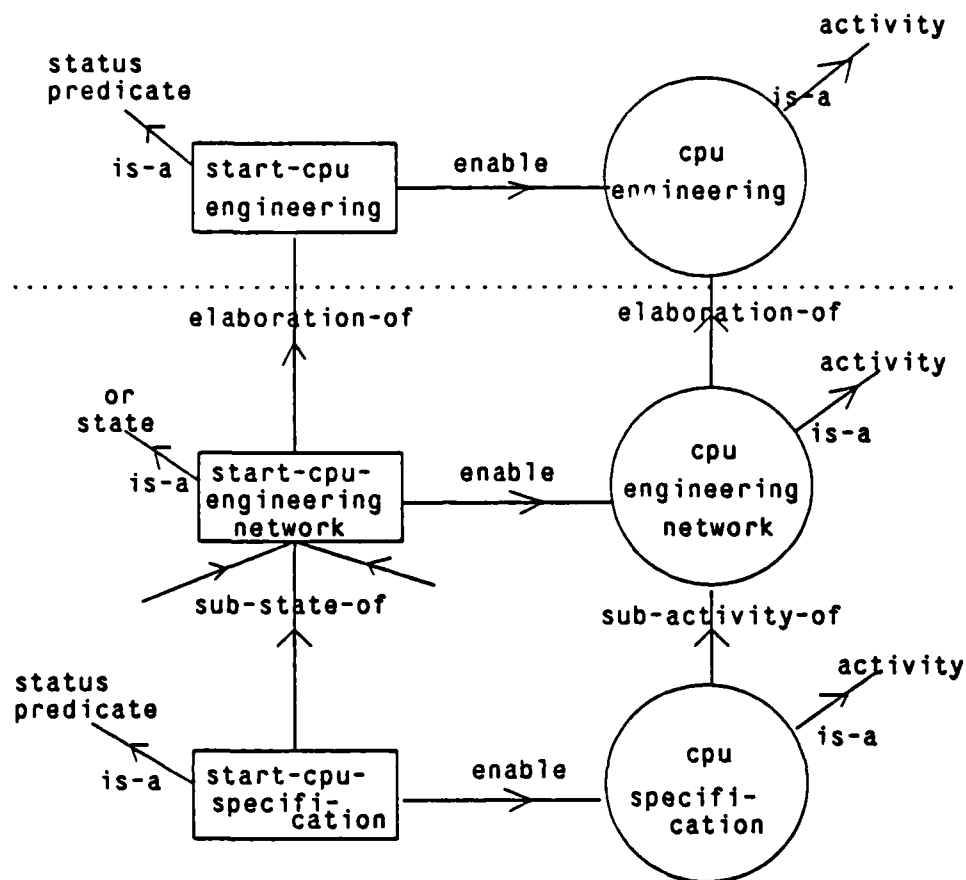 activity
status
predicate
is-a
is-a
start-cpu
engineering
enable
cpu
engineering
elaboration-of
elaboration-of
activity
or
state
is-a
is-a
start-cpu-
engineering
network
enable
cpu
engineering
network
sub-state-of
sub-activity-of
activity
status
predicate
is-a
is-a
start-cpu-
specifi-
cation
enable
cpu
specifi-
cation